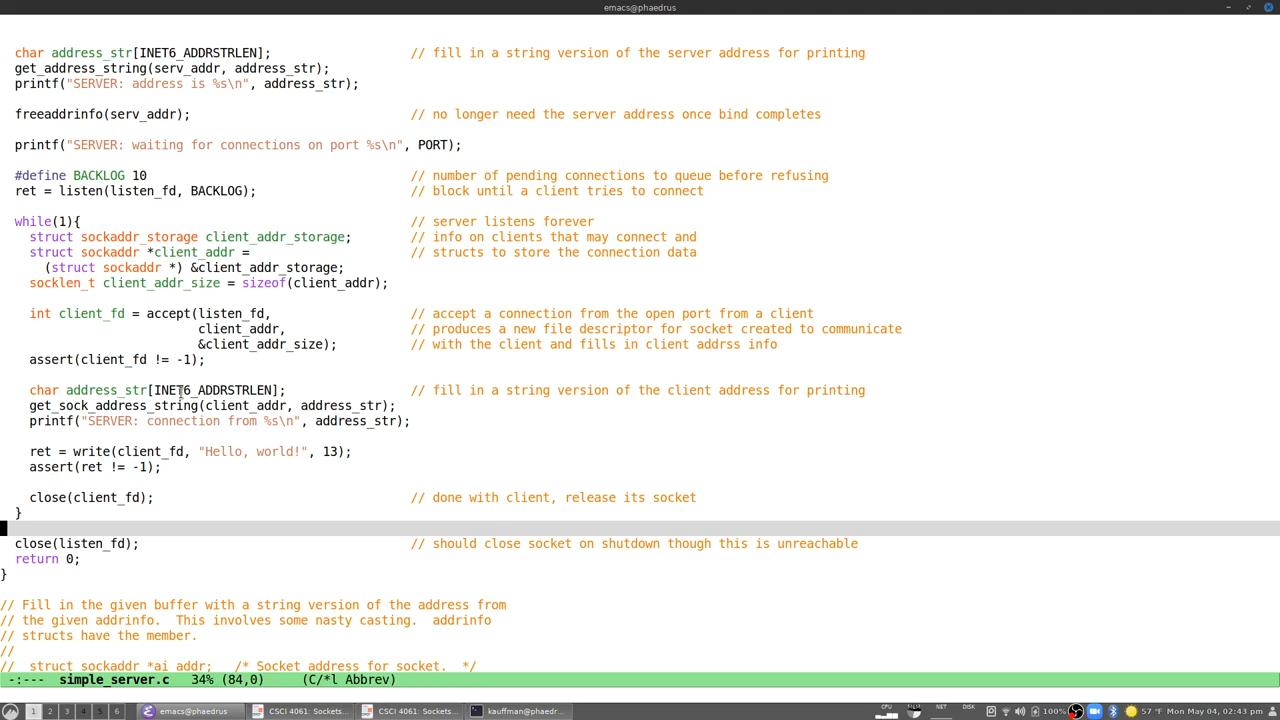 emacs@phaedrus
char address_str[INET6_ADDRSTRLEN]; // fill in a string version of the server address for printing
get_address_string(serv_addr, address_str);
printf("SERVER: address is %s\n", address_str);
freeaddrinfo(serv_addr); // no longer need the server address once bind completes
printf("SERVER: waiting for connections on port %s\n", PORT);
#define BACKLOG 10 // number of pending connections to queue before refusing
ret = listen(listen_fd, BACKLOG); // block until a client tries to connect
while(1){ // server listens forever
struct sockaddr_storage client_addr_storage; // info on clients that may connect and
struct sockaddr *client_addr = // structs to store the connection data
(struct sockaddr *) &client_addr_storage;
socklen_t client_addr_size = sizeof(client_addr);
int client_fd = accept(listen_fd, // accept a connection from the open port from a client
client_addr, // produces a new file descriptor for socket created to communicate
&client_addr_size); // with the client and fills in client addrss info
assert(client_fd != -1);
char address_str[INET6_ADDRSTRLEN]; // fill in a string version of the client address for printing
get_sock_address_string(client_addr, address_str);
printf("SERVER: connection from %s\n", address_str);
ret = write(client_fd, "Hello, world!", 13);
assert(ret != -1);
close(client_fd); // done with client, release its socket
}
close(listen_fd); // should close socket on shutdown though this is unreachable
return 0;
}
// Fill in the given buffer with a string version of the address from
// the given addrinfo.  This involves some nasty casting.  addrinfo
// structs have the member.
//
//  struct sockaddr *ai_addr;   /* Socket address for socket.  */
-:---  simple_server.c   34% (84,0)     (C/*l Abbrev)
1 2 3 4 5 6 emacs@phaedrus CSCI 4061: Sockets... CSCI 4061: Sockets... kauffman@phaedr... CPU MEM NET DISK 100% 57 °F Mon May 04, 02:43 PM